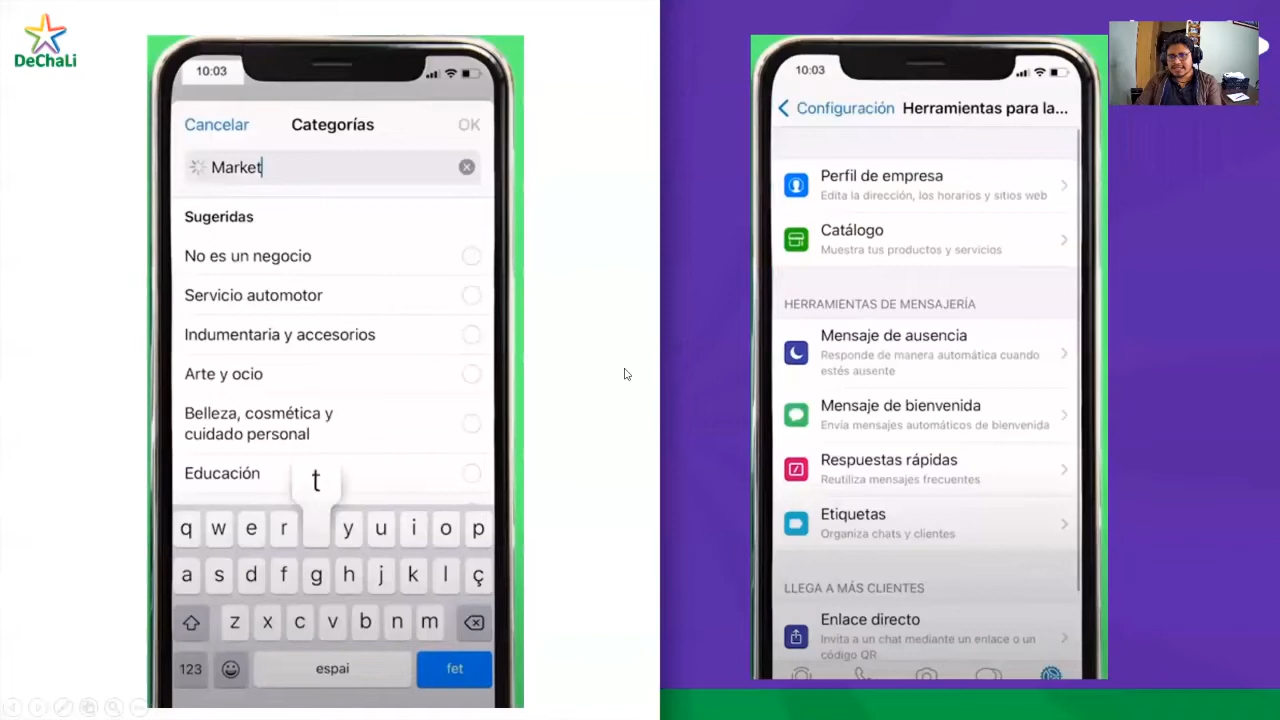 DeChaLi
10:03
Cancelar
Categorías
OK
Market
Sugeridas
No es un negocio
Servicio automotor
Indumentaria y accesorios
Arte y ocio
Belleza, cosmética y
cuidado personal
Educación
t
q w e r y u i o p
a s d f g h j k l ç
z x c v b n m
123
espai
fet
10:03
Configuración
Herramientas para la...
Perfil de empresa
Edita la dirección, los horarios y sitios web
Catálogo
Muestra tus productos y servicios
HERRAMIENTAS DE MENSAJERÍA
Mensaje de ausencia
Responde de manera automática cuando
estés ausente
Mensaje de bienvenida
Envía mensajes automáticos de bienvenida
Respuestas rápidas
Reutiliza mensajes frecuentes
Etiquetas
Organiza chats y clientes
LLEGA A MÁS CLIENTES
Enlace directo
Invita a un chat mediante un enlace o un
código QR